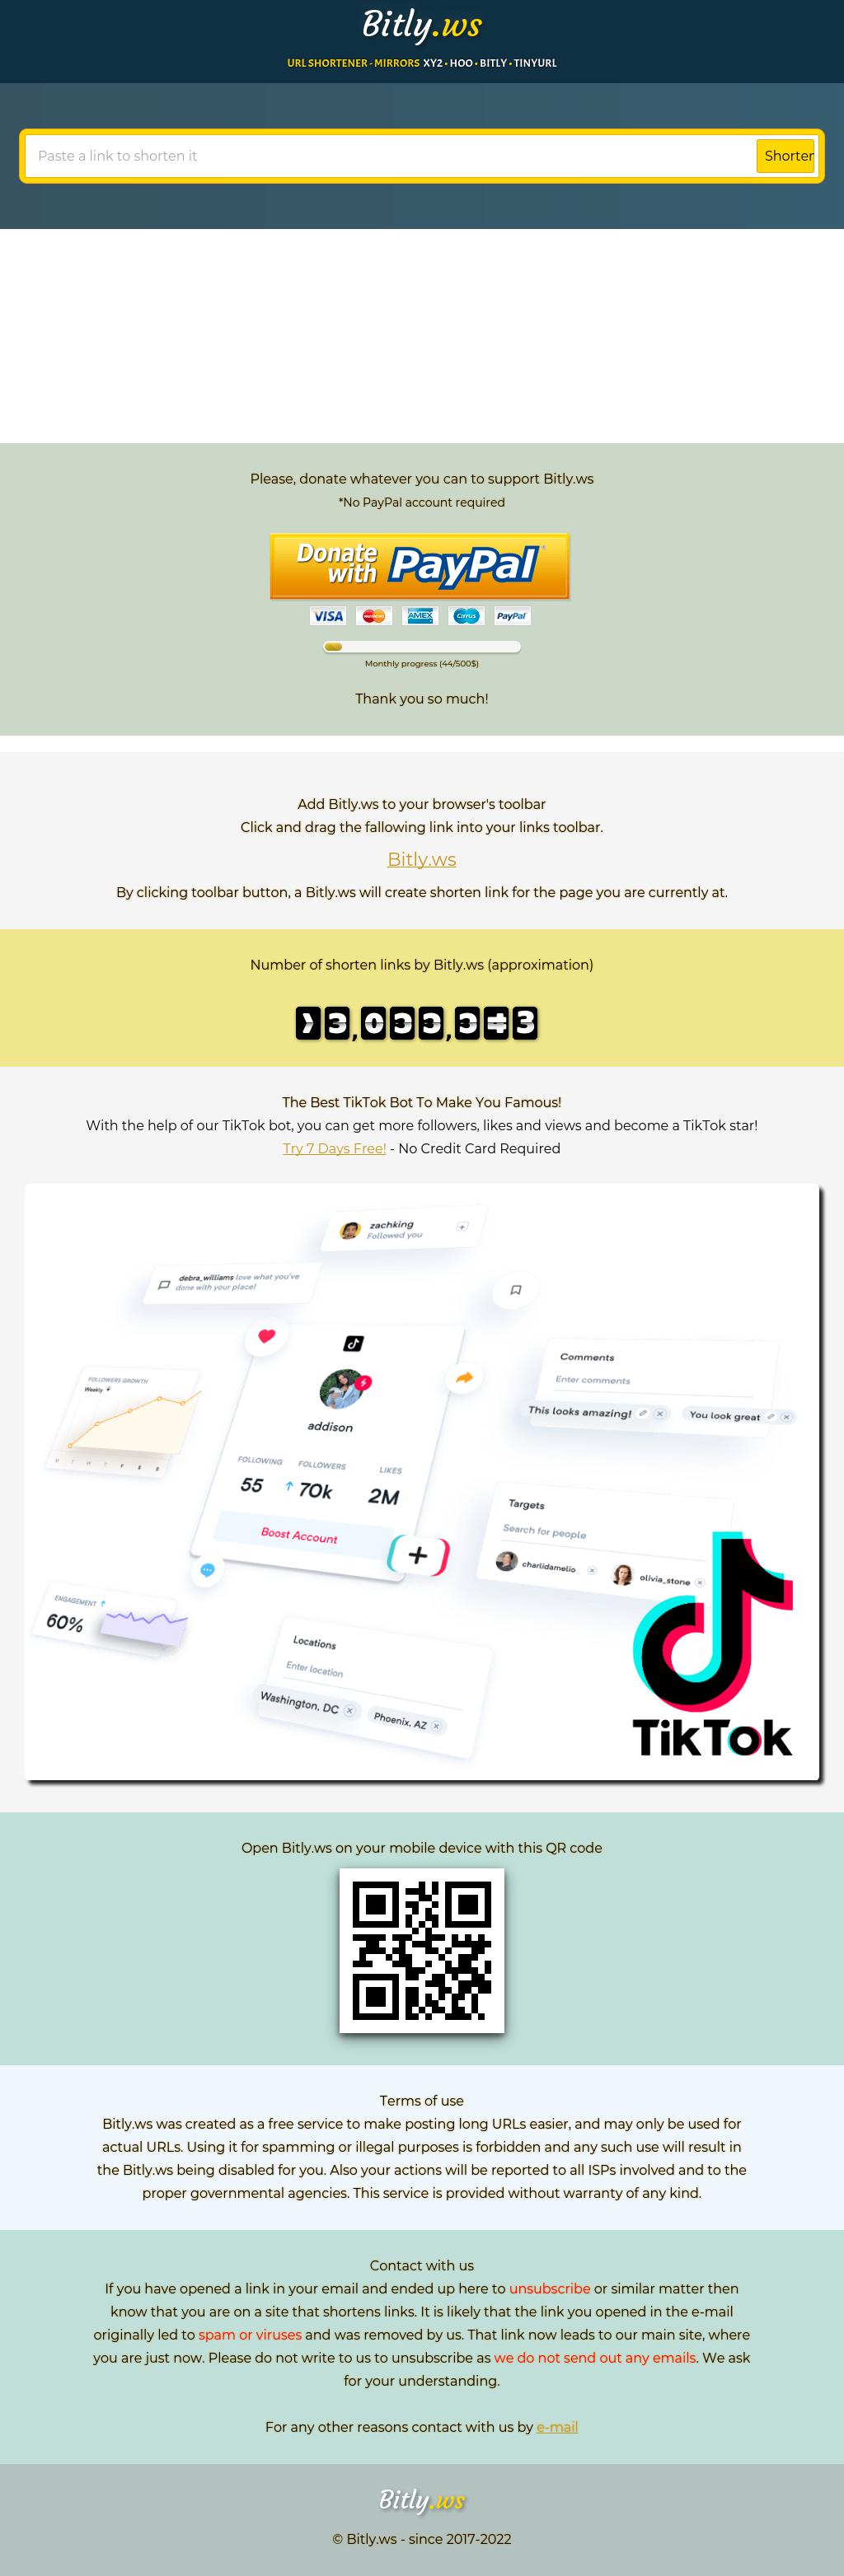 Bitly.ws
URL SHORTENER - MIRRORS XY2 • HOO • BITLY • TINYURL
Paste a link to shorten it
Shorten
Please, donate whatever you can to support Bitly.ws
*No PayPal account required
Donate with PayPal
VISA MasterCard AMEX Cirrus PayPal
Monthly progress (44/500$)
Thank you so much!
Add Bitly.ws to your browser's toolbar
Click and drag the fallowing link into your links toolbar.
Bitly.ws
By clicking toolbar button, a Bitly.ws will create shorten link for the page you are currently at.
Number of shorten links by Bitly.ws (approximation)
The Best TikTok Bot To Make You Famous!
With the help of our TikTok bot, you can get more followers, likes and views and become a TikTok star!
Try 7 Days Free! - No Credit Card Required
zachking
Followed you
debra_williams love what you've
done with your place!
FOLLOWERS GROWTH
Weekly
addison
FOLLOWING FOLLOWERS LIKES
55 70k 2M
Boost Account
Comments
Enter comments
This looks amazing! You look great
Targets
Search for people
charlidamelio olivia_stone
ENGAGEMENT
60%
Locations
Enter location
Washington, DC Phoenix, AZ
TikTok
Open Bitly.ws on your mobile device with this QR code
Terms of use
Bitly.ws was created as a free service to make posting long URLs easier, and may only be used for
actual URLs. Using it for spamming or illegal purposes is forbidden and any such use will result in
the Bitly.ws being disabled for you. Also your actions will be reported to all ISPs involved and to the
proper governmental agencies. This service is provided without warranty of any kind.
Contact with us
If you have opened a link in your email and ended up here to unsubscribe or similar matter then
know that you are on a site that shortens links. It is likely that the link you opened in the e-mail
originally led to spam or viruses and was removed by us. That link now leads to our main site, where
you are just now. Please do not write to us to unsubscribe as we do not send out any emails. We ask
for your understanding.
For any other reasons contact with us by e-mail
Bitly.ws
© Bitly.ws - since 2017-2022